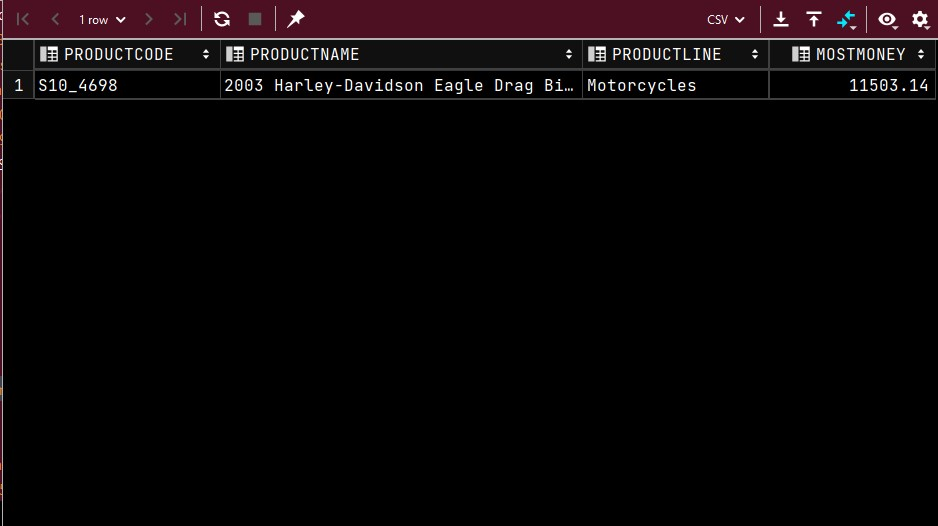 1 row CSV
PRODUCTCODE PRODUCTNAME PRODUCTLINE MOSTMONEY
1 S10_4698 2003 Harley-Davidson Eagle Drag Bi… Motorcycles 11503.14